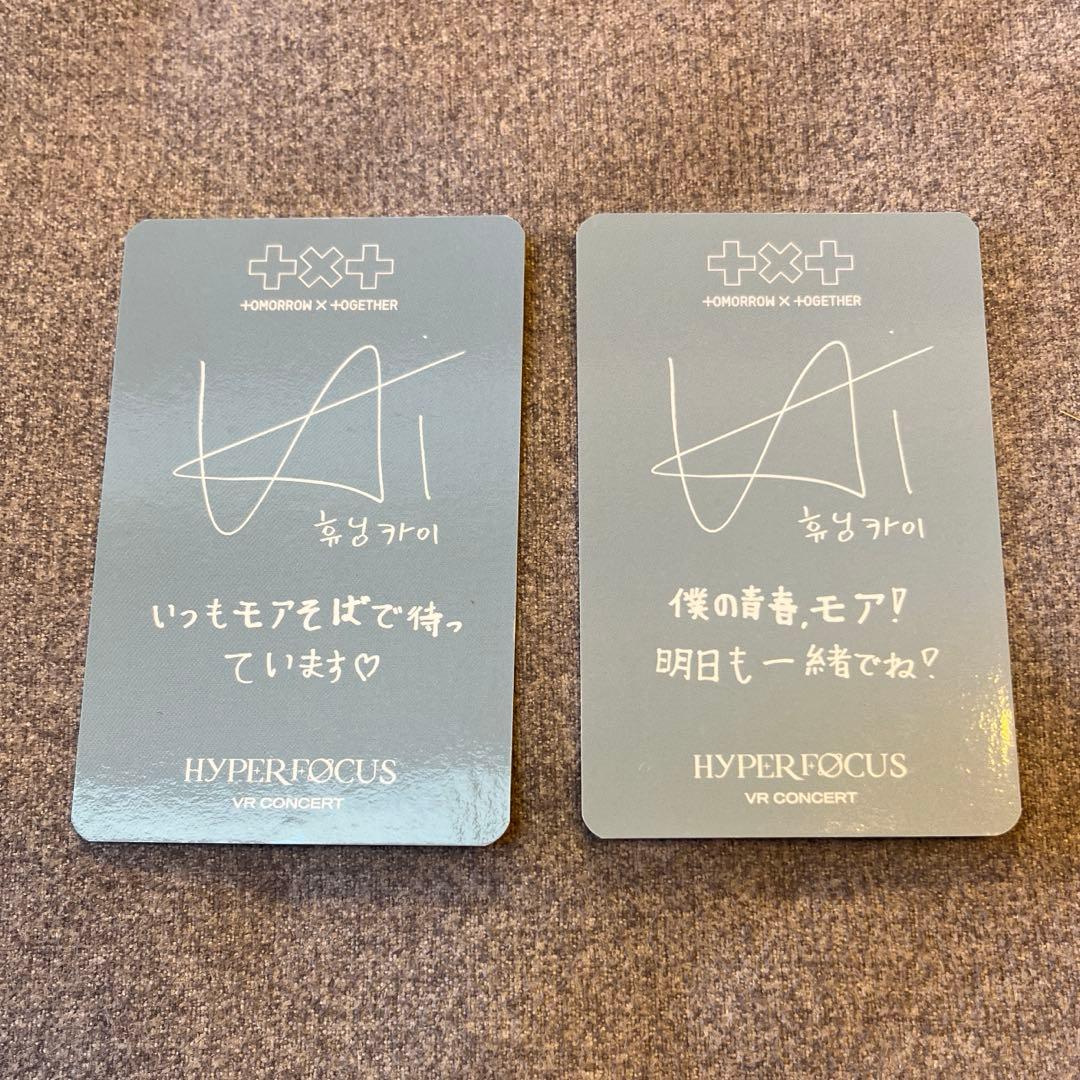 TOMORROW X TOGETHER
KAi
휴닝카이
いつもモアそばで待っ
ています♡
HYPERFOCUS
VR CONCERT
TOMORROW X TOGETHER
KAi
휴닝카이
僕の青春,モア!
明日も一緒でね!
HYPERFOCUS
VR CONCERT